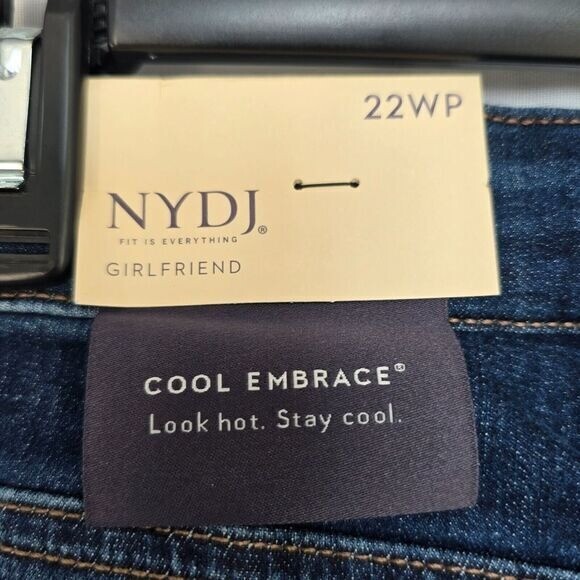 22WP
NYDJ®
FIT IS EVERYTHING
GIRLFRIEND
COOL EMBRACE®
Look hot. Stay cool.